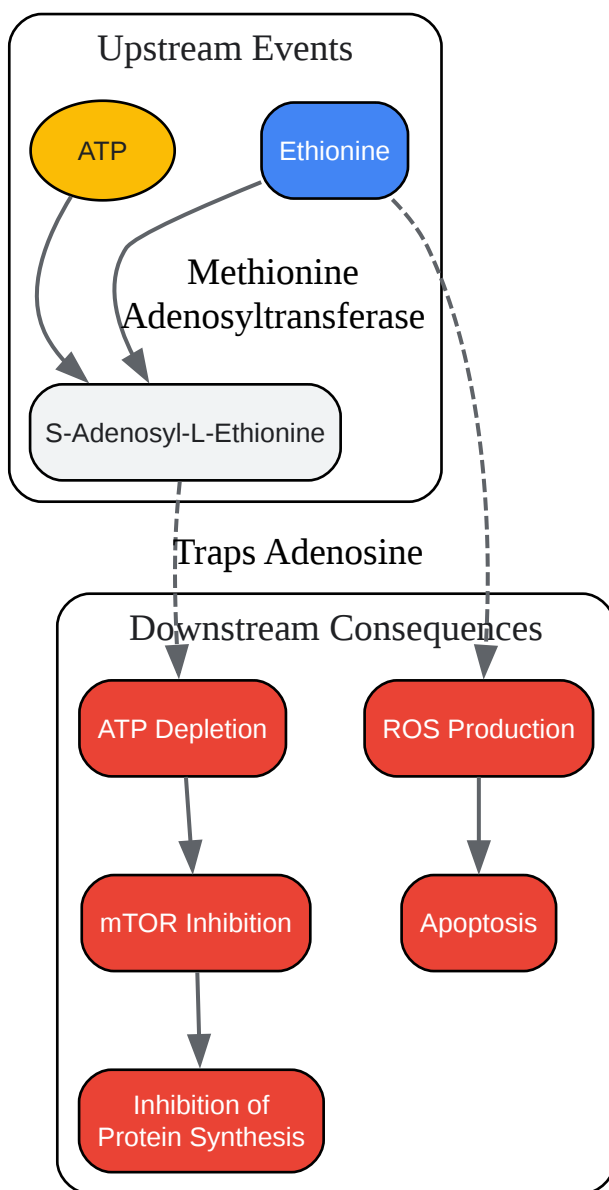 Upstream Events
ATP
Ethionine
Methionine
Adenosyltransferase
S-Adenosyl-L-Ethionine
Traps Adenosine
Downstream Consequences
ATP Depletion
ROS Production
mTOR Inhibition
Apoptosis
Inhibition of
Protein Synthesis